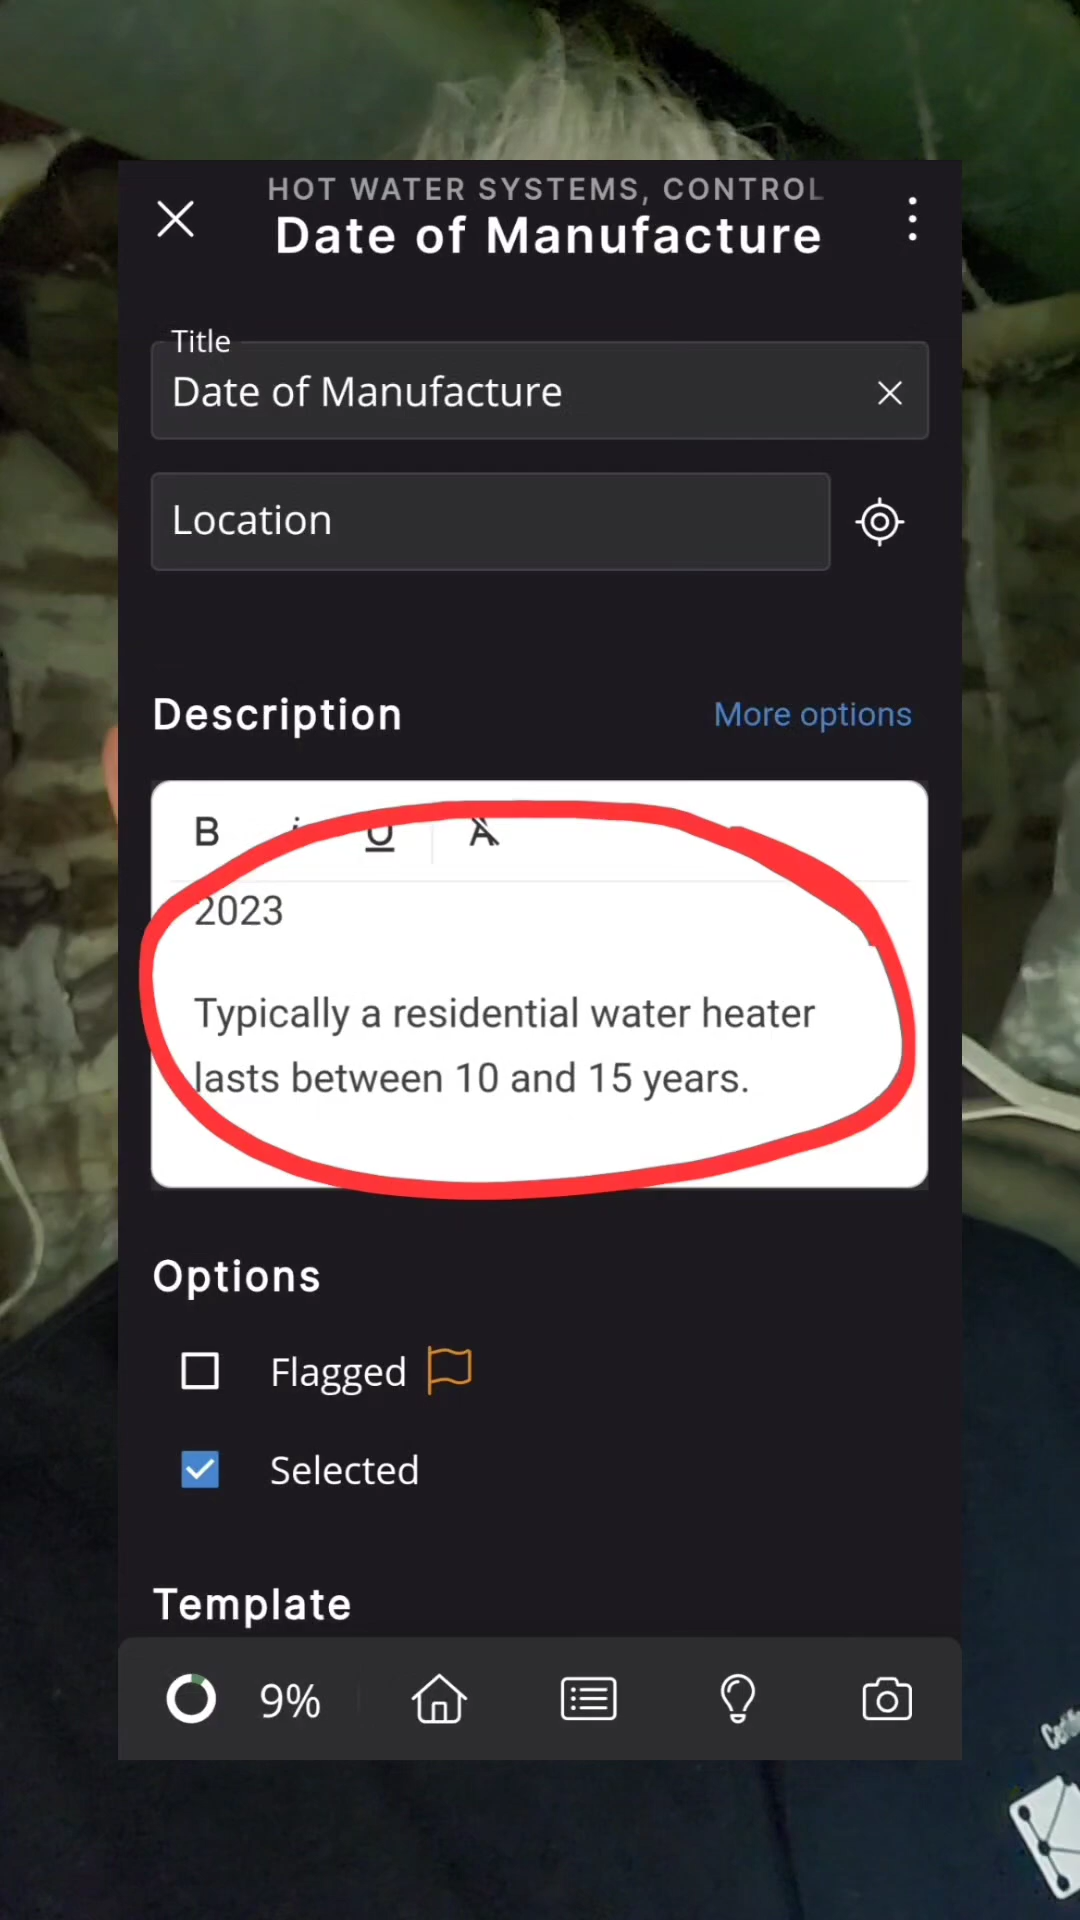 HOT WATER SYSTEMS, CONTROL
Date of Manufacture
Title
Date of Manufacture
Location
Description
More options
B i U A
2023
Typically a residential water heater
lasts between 10 and 15 years.
Options
Flagged
Selected
Template
9%